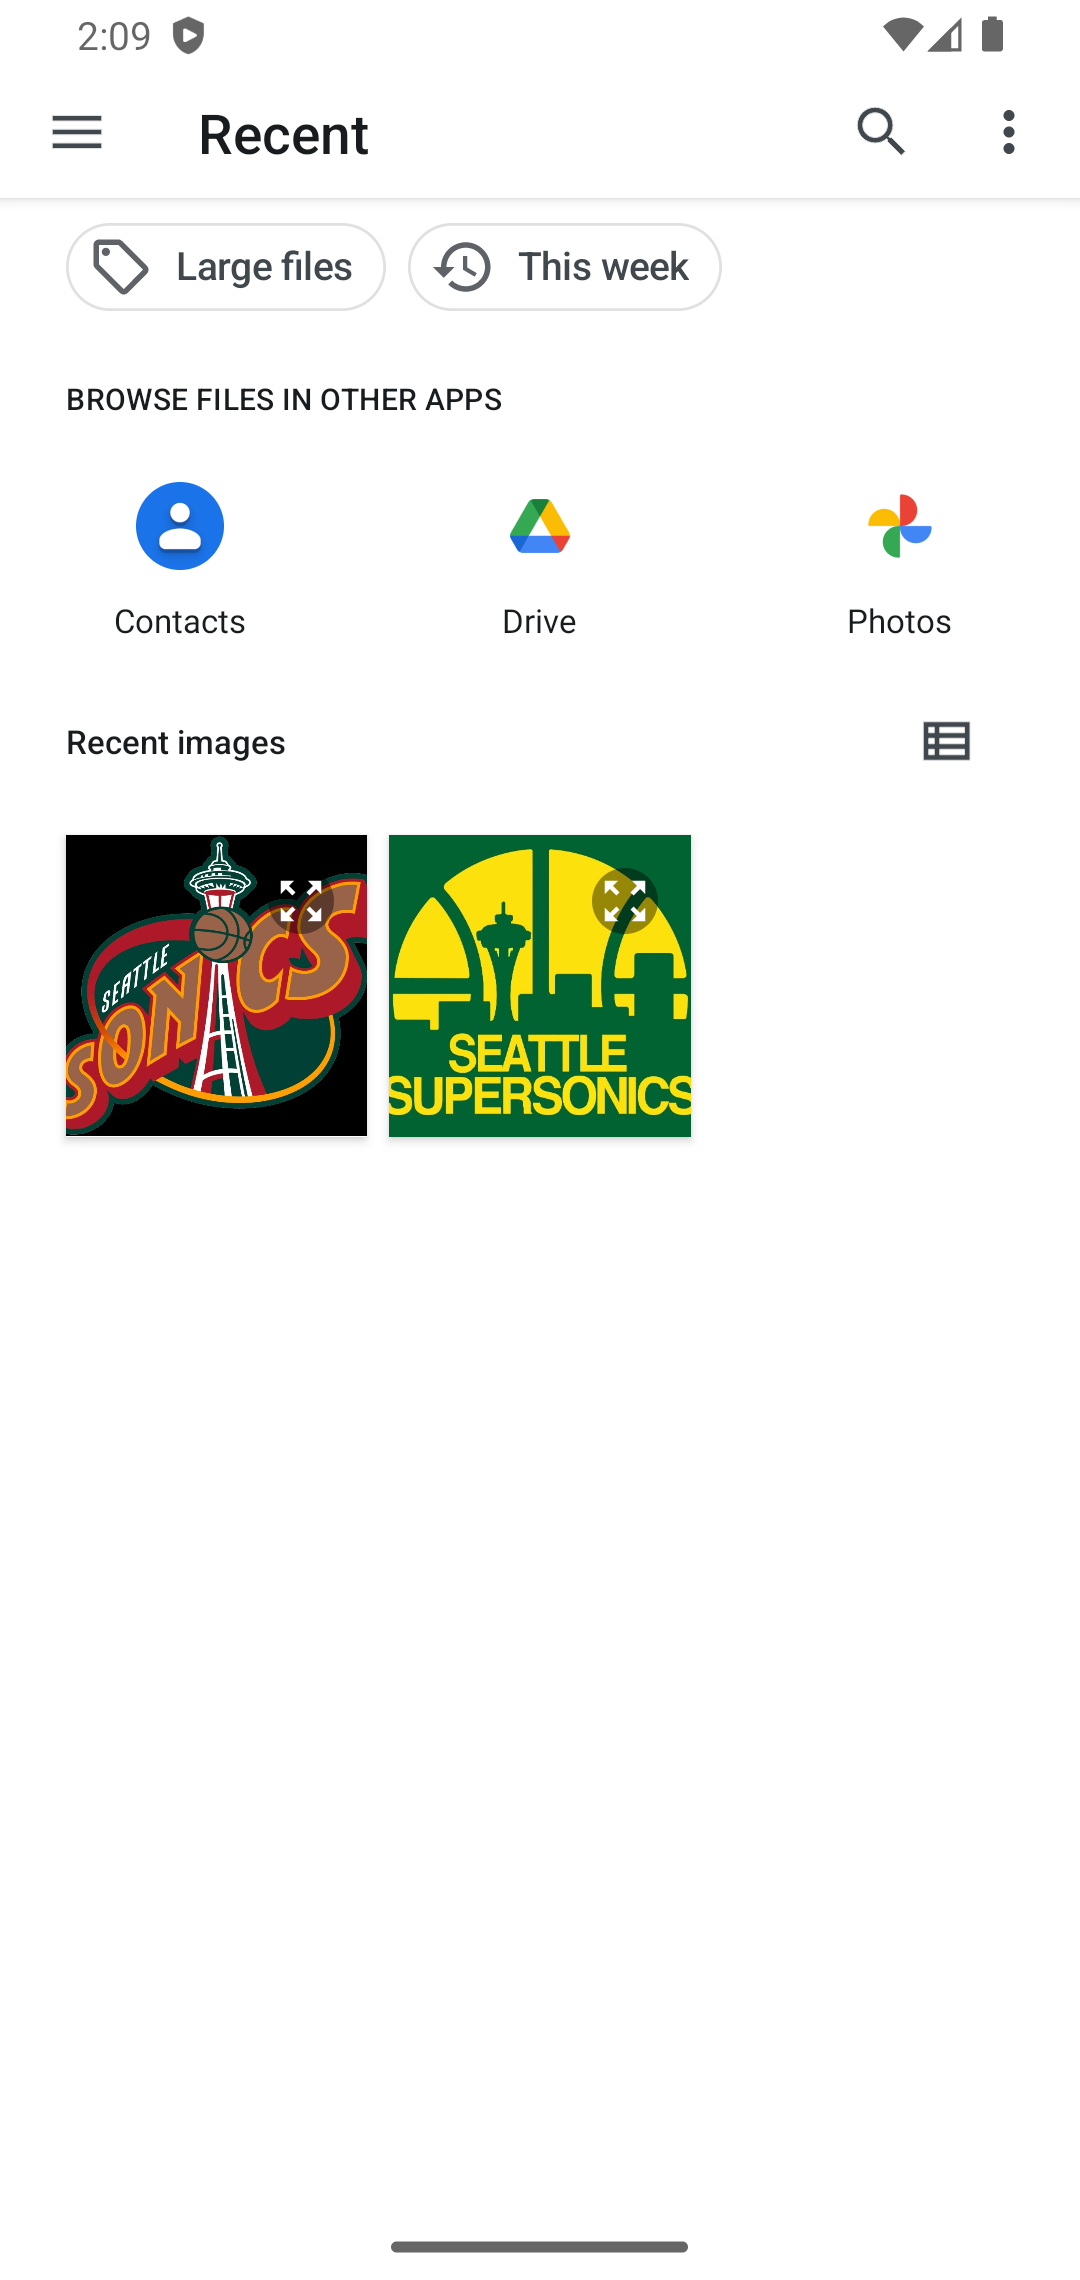 2:09
Recent
Large files
This week
BROWSE FILES IN OTHER APPS
Contacts
Drive
Photos
Recent images
SEATTLE
SONICS
SEATTLE
SUPERSONICS